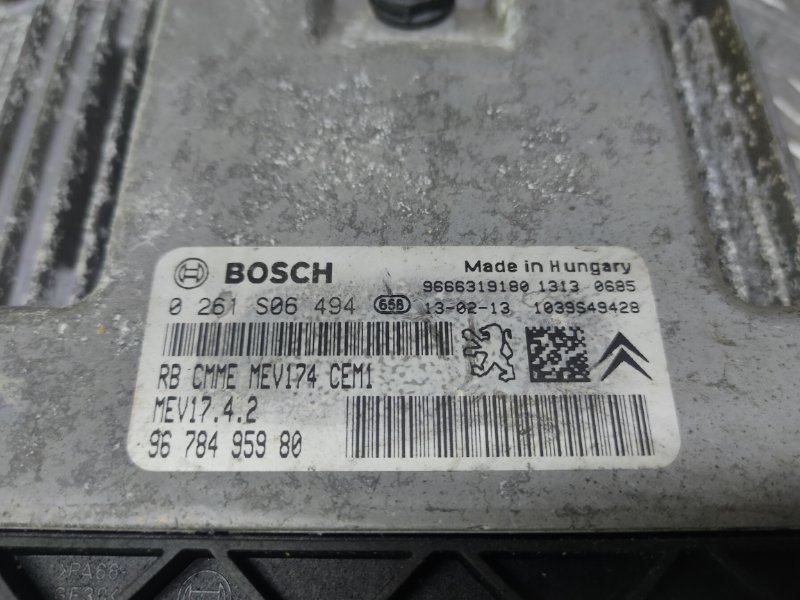 BOSCH Made in Hungary
9666319180 1313 0685
0 261 S06 494 658 13-02-13 1039S49428
RB CMME MEV174 CEM1
MEV17.4.2
96 784 959 80